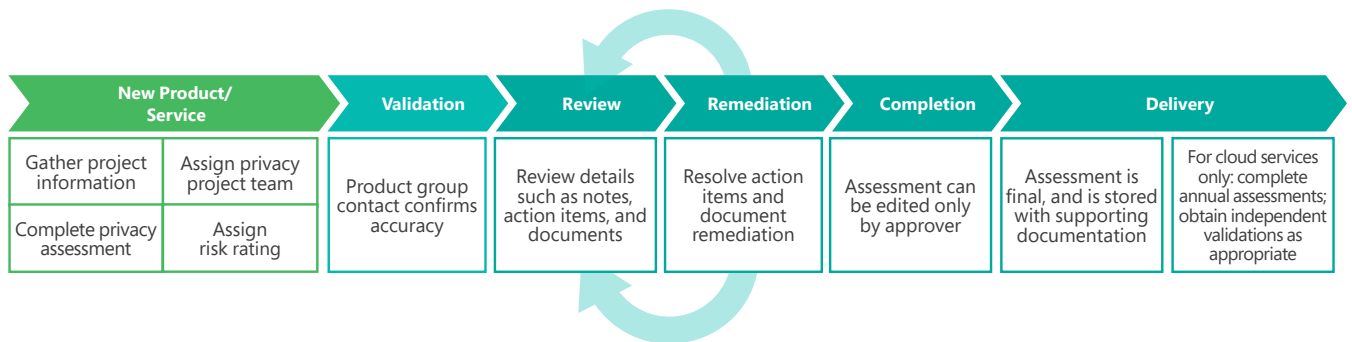 New Product/
Service
Validation
Review
Remediation
Completion
Delivery
Gather project
information
Assign privacy
project team
Complete privacy
assessment
Assign
risk rating
Product group
contact confirms
accuracy
Review details
such as notes,
action items, and
documents
Resolve action
items and
document
remediation
Assessment can
be edited only
by approver
Assessment is
final, and is stored
with supporting
documentation
For cloud services
only: complete
annual assessments;
obtain independent
validations as
appropriate